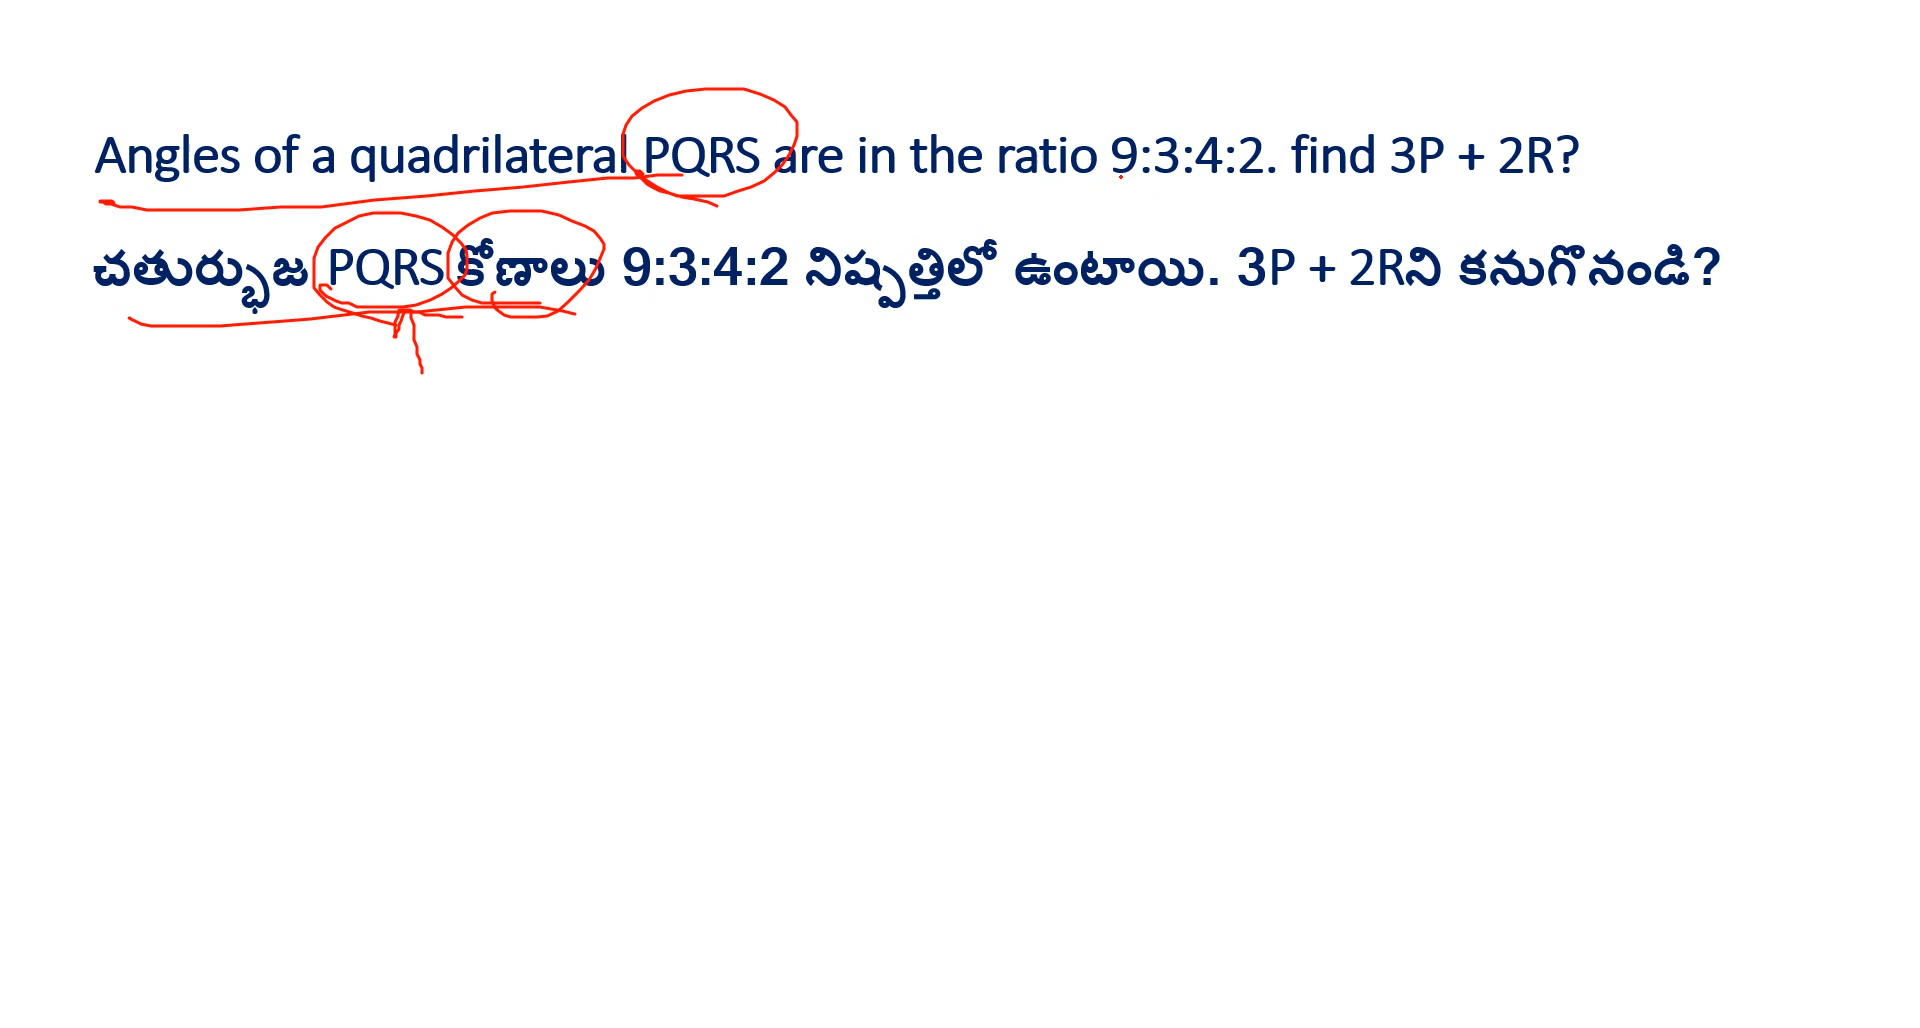 Angles of a quadrilateral PQRS are in the ratio 9:3:4:2. find 3P + 2R?
చతుర్భుజ PQRS కోణాలు 9:3:4:2 నిష్పత్తిలో ఉంటాయి. 3P + 2Rని కనుగొనండి?